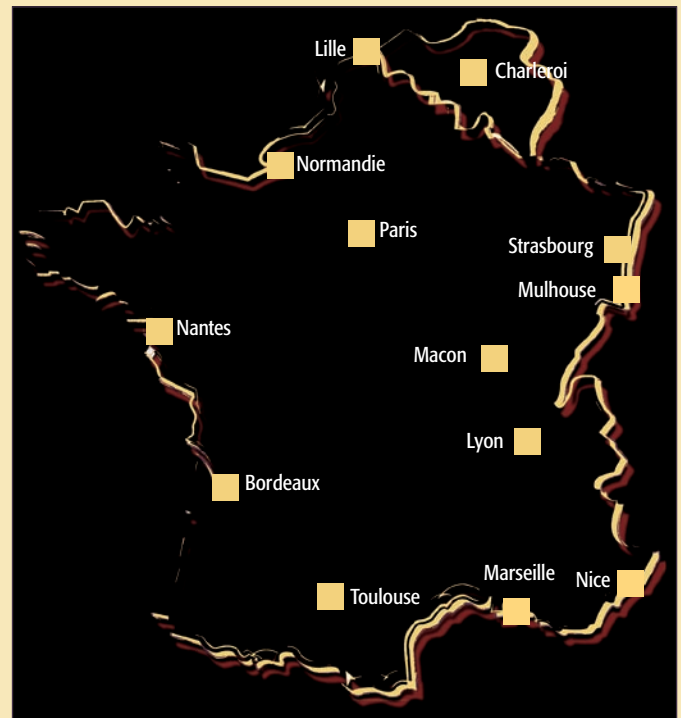 Lille
Charleroi
Normandie
Paris
Strasbourg
Mulhouse
Nantes
Macon
Lyon
Bordeaux
Marseille
Nice
Toulouse